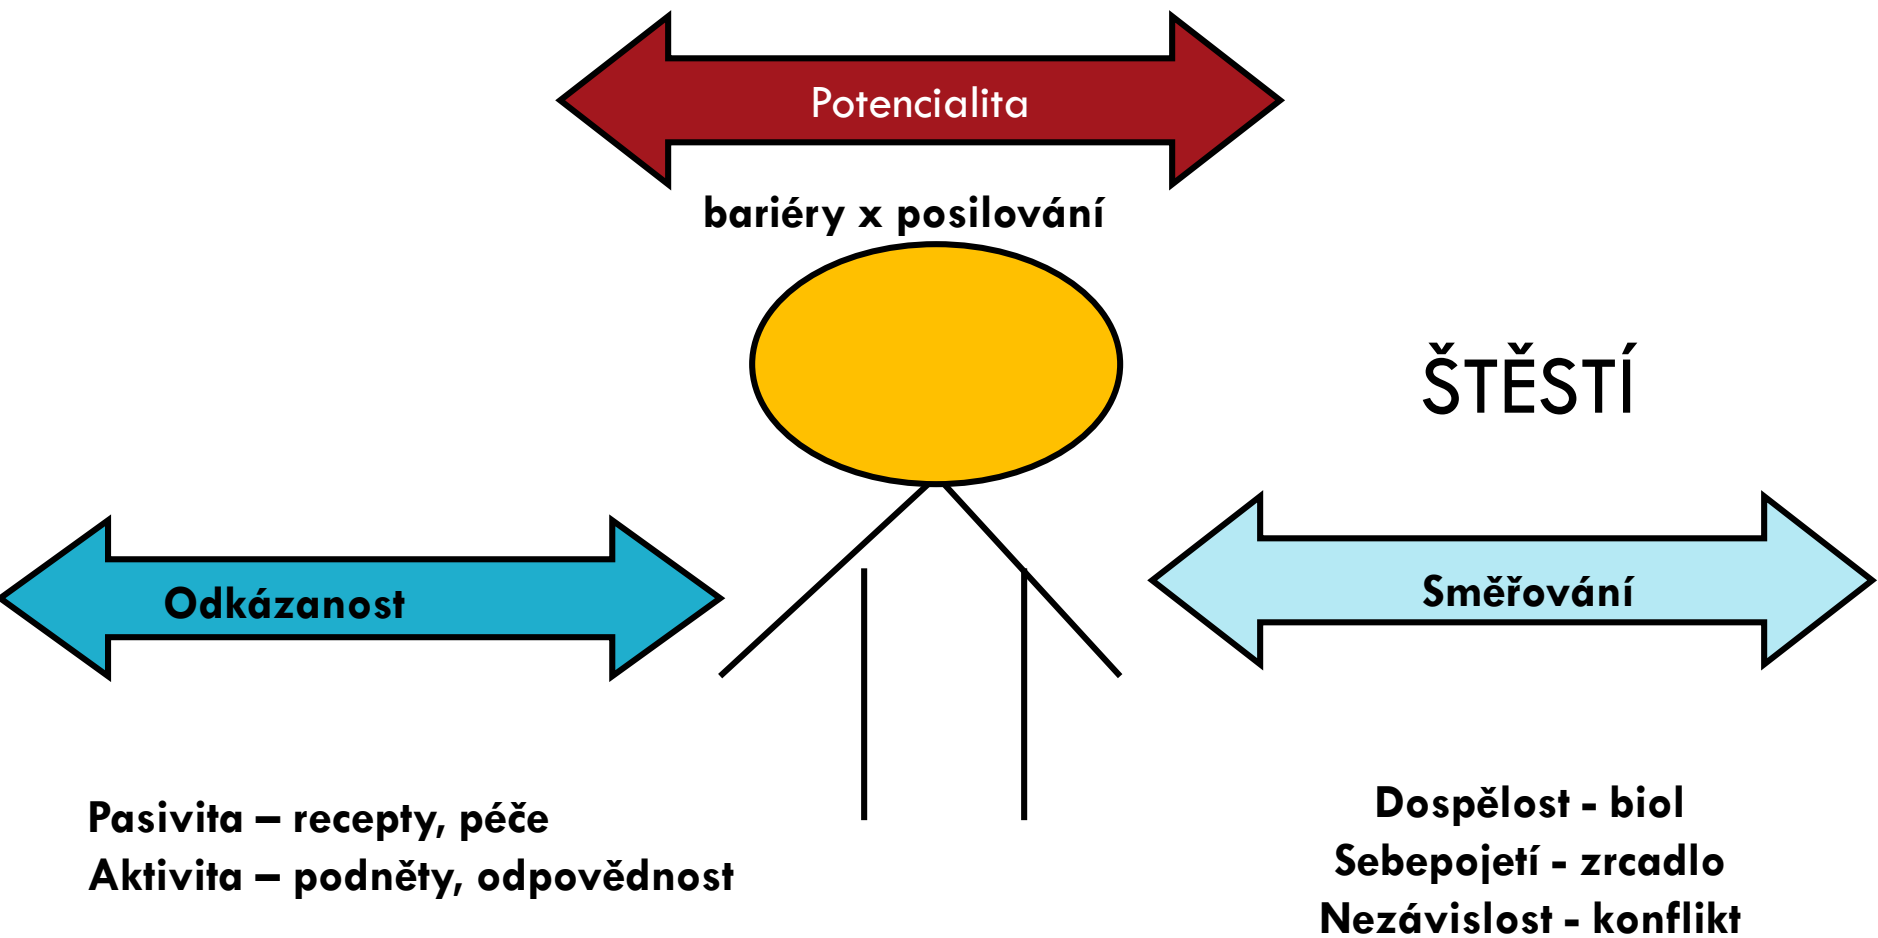 Potencialita
bariéry x posilování
ŠTĚSTÍ
Odkázanost
Směřování
Pasivita – recepty, péče
Aktivita – podněty, odpovědnost
Dospělost - biol
Sebepojetí - zrcadlo
Nezávislost - konflikt